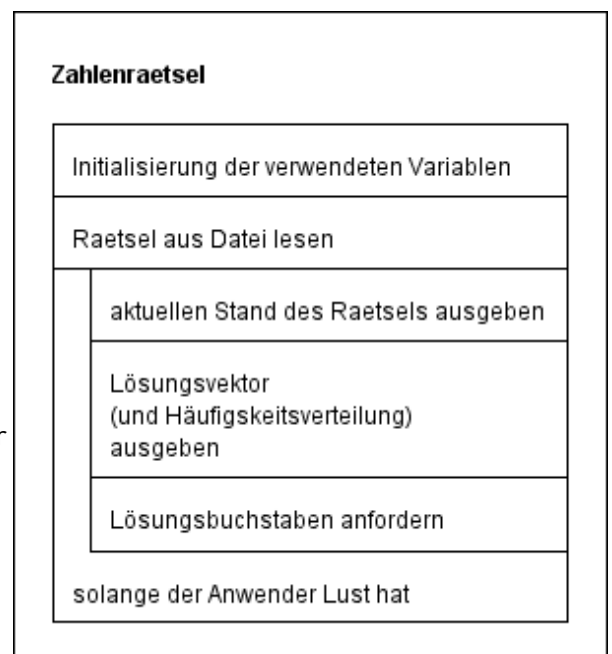 Zahlenraetsel
Initialisierung der verwendeten Variablen
Raetsel aus Datei lesen
aktuellen Stand des Raetsels ausgeben
Lösungsvektor
(und Häufigskeitsverteilung)
ausgeben
Lösungsbuchstaben anfordern
solange der Anwender Lust hat